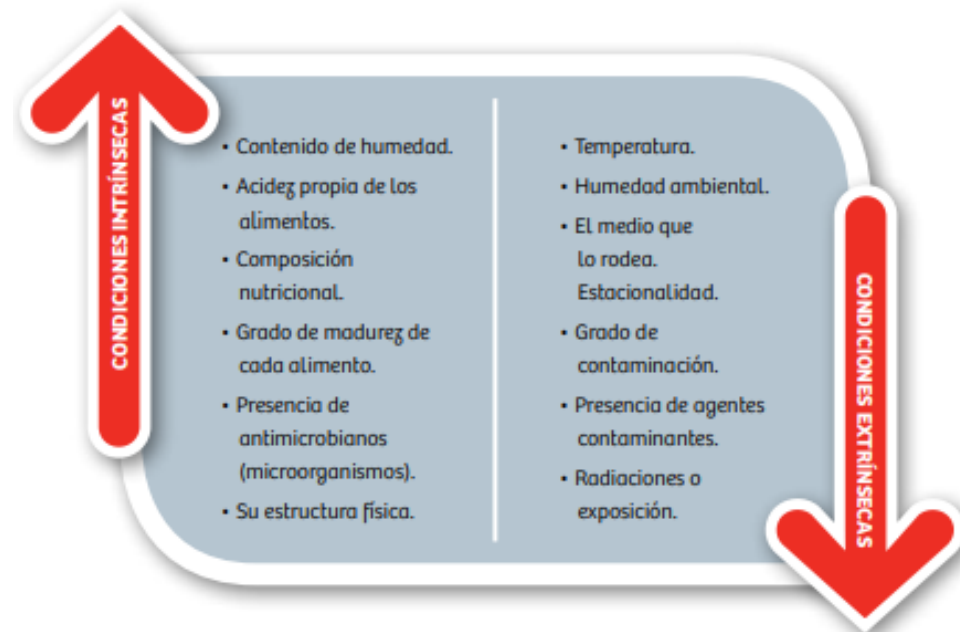 CONDICIONES INTRÍNSECAS
• Contenido de humedad.
• Acidez propia de los
alimentos.
• Composición
nutricional.
• Grado de madurez de
cada alimento.
• Presencia de
antimicrobianos
(microorganismos).
• Su estructura física.
• Temperatura.
• Humedad ambiental.
• El medio que
lo rodea.
Estacionalidad.
• Grado de
contaminación.
• Presencia de agentes
contaminantes.
• Radiaciones o
exposición.
CONDICIONES EXTRÍNSECAS